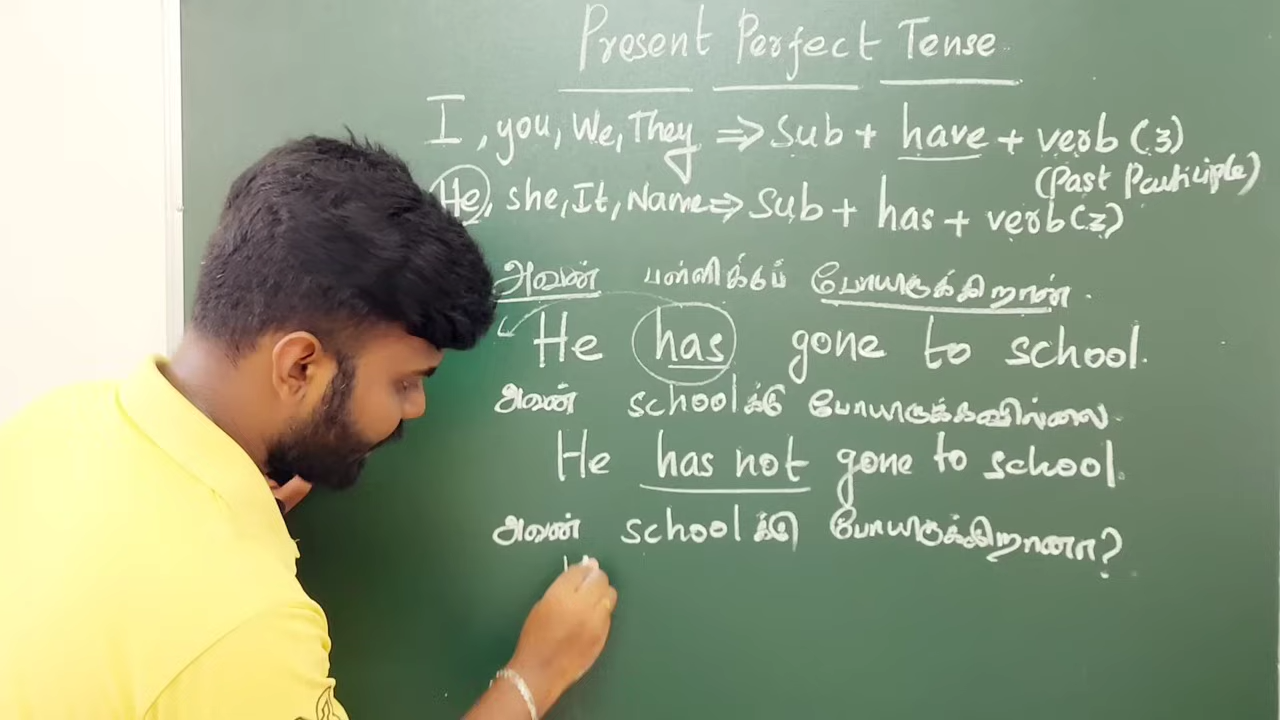 Present Perfect Tense
I, you, We, They ⇒ Sub + have + verb (3)
(Past Participle)
He, she, It, Name ⇒ Sub + has + verb (3)
அவன் பள்ளிக்குப் போயிருக்கிறான்.
He has gone to school.
அவன் schoolக்கு போயிருக்கவில்லை.
He has not gone to school.
அவன் schoolக்கு போயிருக்கிறானா?